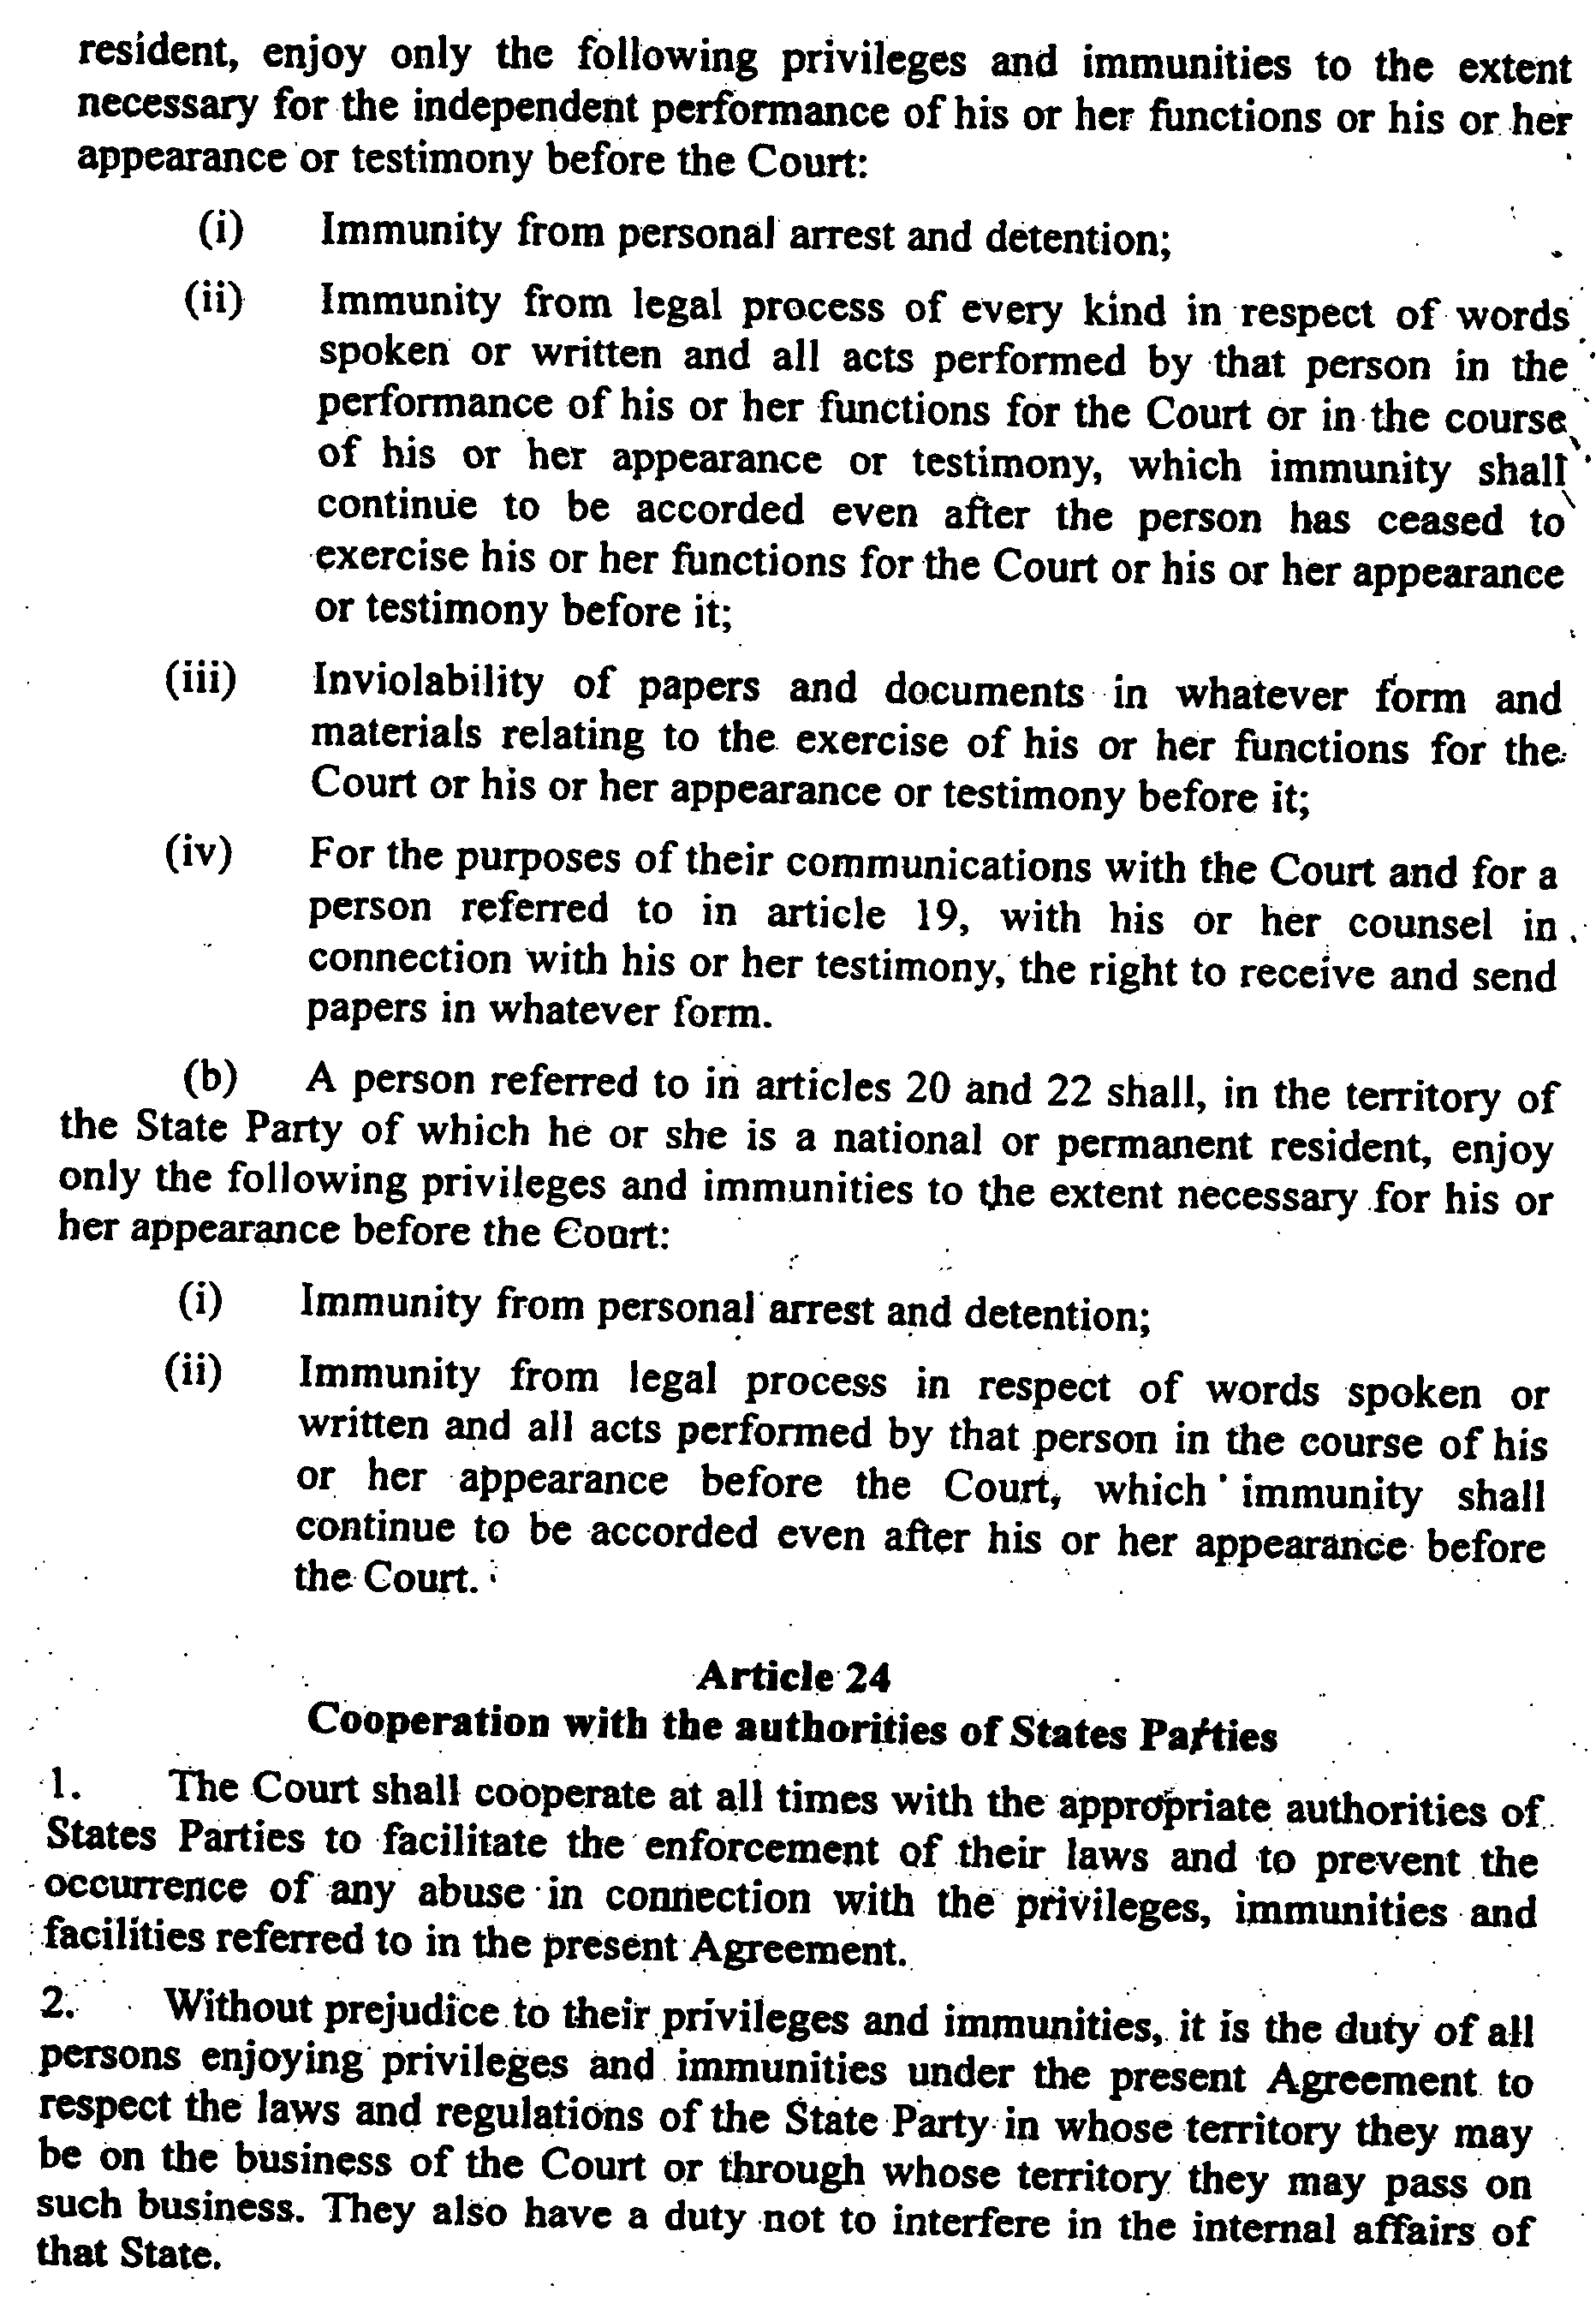 resident, enjoy only the following privileges and immunities to the extent
necessary for the independent performance of his or her functions or his or her
appearance or testimony before the Court:
(i) Immunity from personal arrest and detention;
(ii) Immunity from legal process of every kind in respect of words
spoken or written and all acts performed by that person in the
performance of his or her functions for the Court or in the course
of his or her appearance or testimony, which immunity shall
continue to be accorded even after the person has ceased to
exercise his or her functions for the Court or his or her appearance
or testimony before it;
(iii) Inviolability of papers and documents in whatever form and
materials relating to the exercise of his or her functions for the
Court or his or her appearance or testimony before it;
(iv) For the purposes of their communications with the Court and for a
person referred to in article 19, with his or her counsel in
connection with his or her testimony, the right to receive and send
papers in whatever form.
(b) A person referred to in articles 20 and 22 shall, in the territory of
the State Party of which he or she is a national or permanent resident, enjoy
only the following privileges and immunities to the extent necessary for his or
her appearance before the Court:
(i) Immunity from personal arrest and detention;
(ii) Immunity from legal process in respect of words spoken or
written and all acts performed by that person in the course of his
or her appearance before the Court, which immunity shall
continue to be accorded even after his or her appearance before
the Court.
Article 24
Cooperation with the authorities of States Parties
1. The Court shall cooperate at all times with the appropriate authorities of
States Parties to facilitate the enforcement of their laws and to prevent the
occurrence of any abuse in connection with the privileges, immunities and
facilities referred to in the present Agreement.
2. Without prejudice to their privileges and immunities, it is the duty of all
persons enjoying privileges and immunities under the present Agreement to
respect the laws and regulations of the State Party in whose territory they may
be on the business of the Court or through whose territory they may pass on
such business. They also have a duty not to interfere in the internal affairs of
that State.